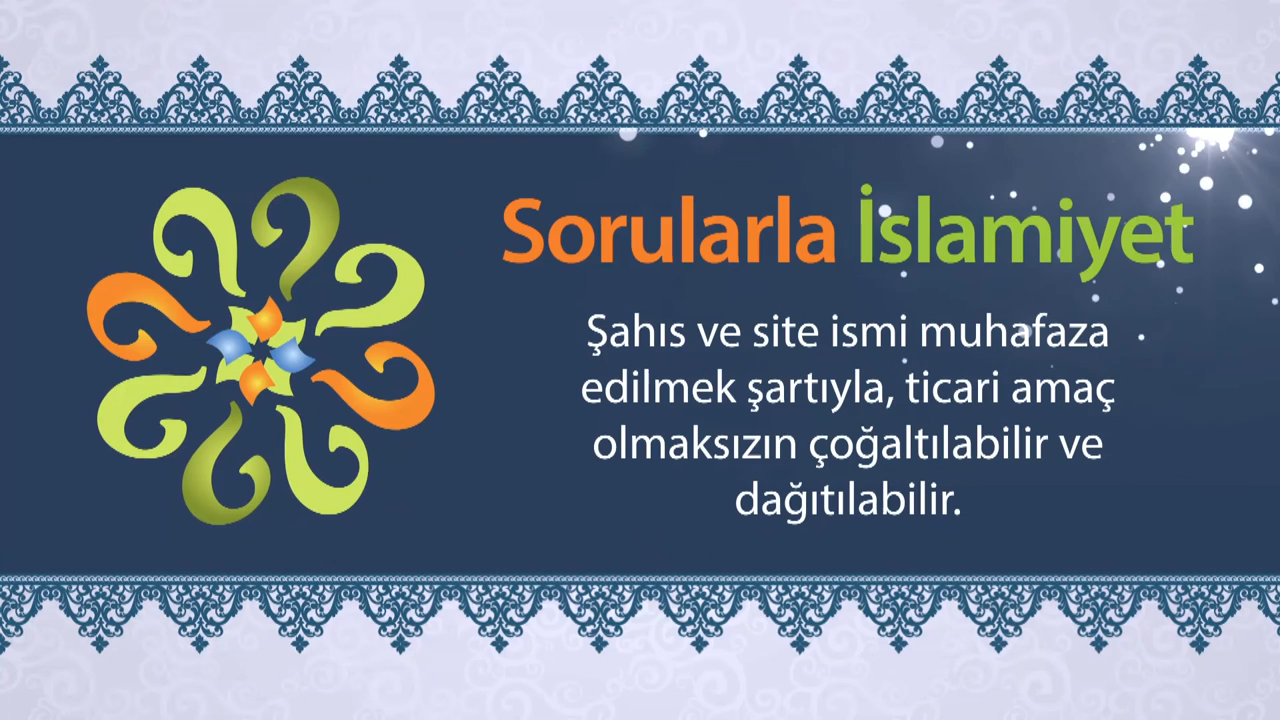 Sorularla İslamiyet
Şahıs ve site ismi muhafaza
edilmek şartıyla, ticari amaç
olmaksızın çoğaltılabilir ve
dağıtılabilir.